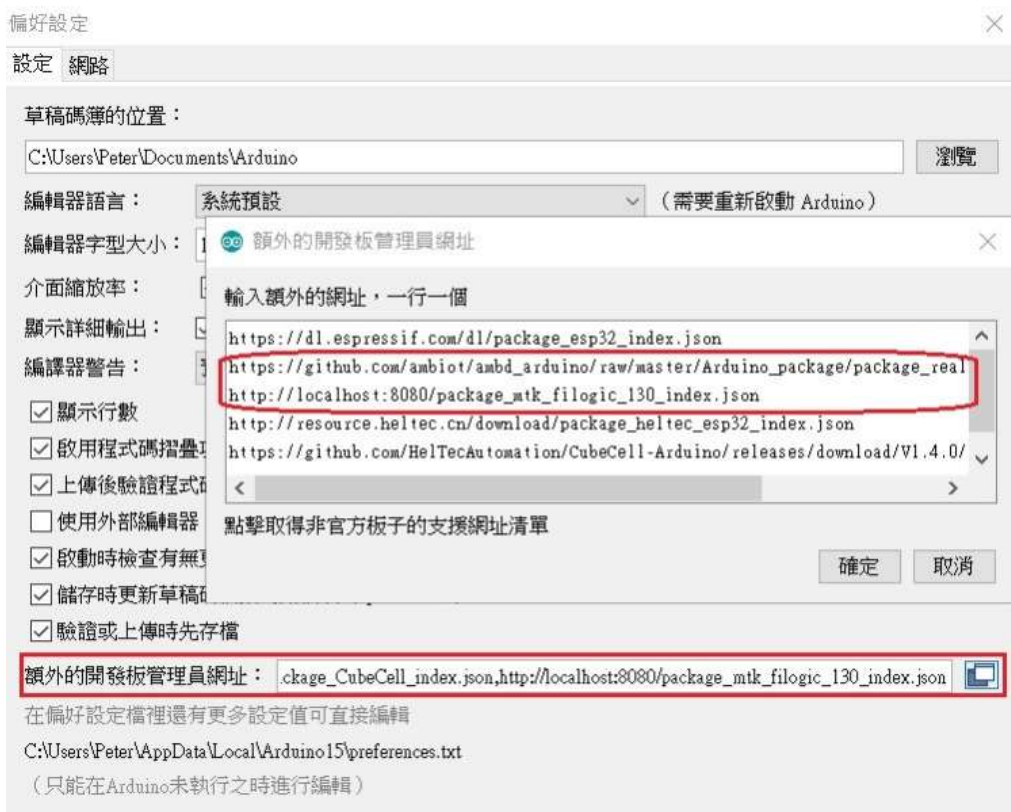 偏好設定
設定 網路
草稿碼簿的位置：
C:\Users\Peter\Documents\Arduino 瀏覽
編輯器語言： 系統預設 （需要重新啟動 Arduino）
編輯器字型大小：
額外的開發板管理員網址
介面縮放率：
輸入額外的網址，一行一個
顯示詳細輸出：
https://dl.espressif.com/dl/package_esp32_index.json
編譯器警告：
https://github.com/ambiot/ambd_arduino/raw/master/Arduino_package/package_real
http://localhost:8080/package_mtk_filogic_130_index.json
http://resource.heltec.cn/download/package_heltec_esp32_index.json
https://github.com/HelTecAutomation/CubeCell-Arduino/releases/download/V1.4.0/
點擊取得非官方板子的支援網址清單
確定 取消
顯示行數
啟用程式碼摺疊
上傳後驗證程式
使用外部編輯器
啟動時檢查有無
儲存時更新草稿
驗證或上傳時先存檔
額外的開發板管理員網址： .ckage_CubeCell_index.json,http://localhost:8080/package_mtk_filogic_130_index.json
在偏好設定檔裡還有更多設定值可直接編輯
C:\Users\Peter\AppData\Local\Arduino15\preferences.txt
（只能在Arduino未執行之時進行編輯）